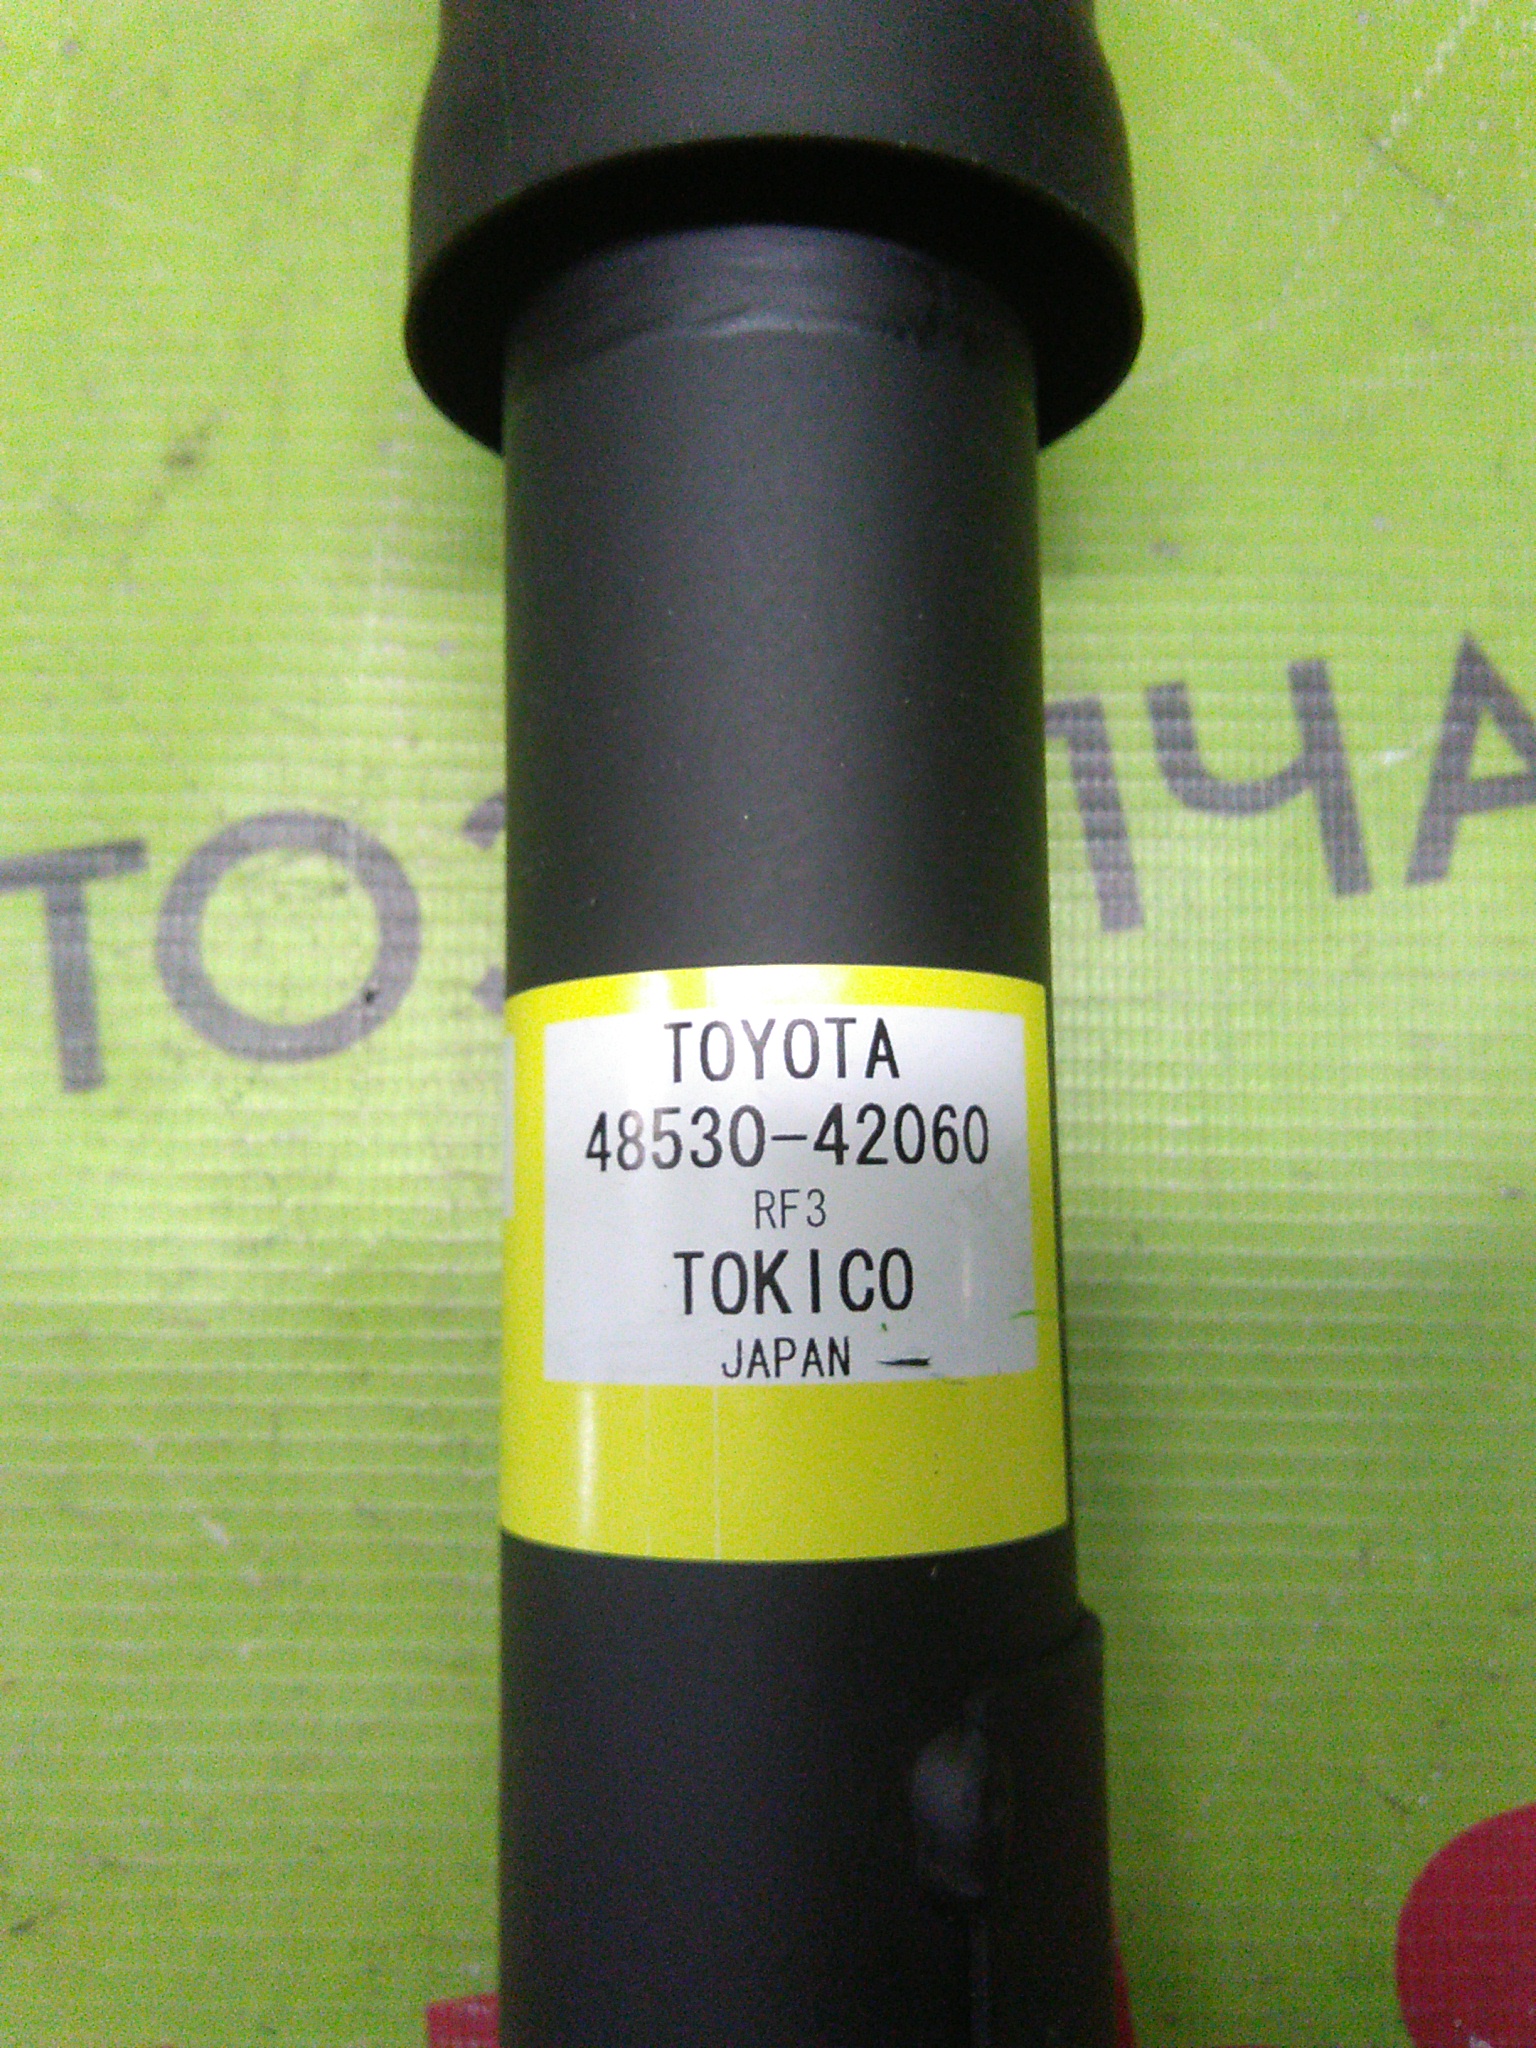 TOYOTA
48530-42060
RF3
TOKICO
JAPAN